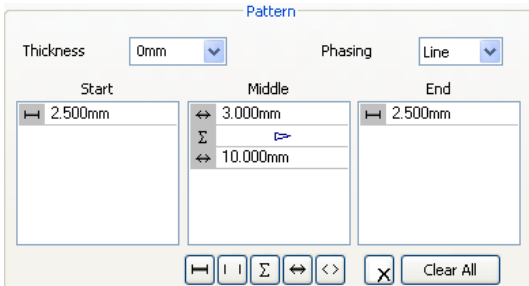 Pattern
Thickness 0mm Phasing Line
Start Middle End
2.500mm 3.000mm 2.500mm
Σ
10.000mm
Σ X Clear All